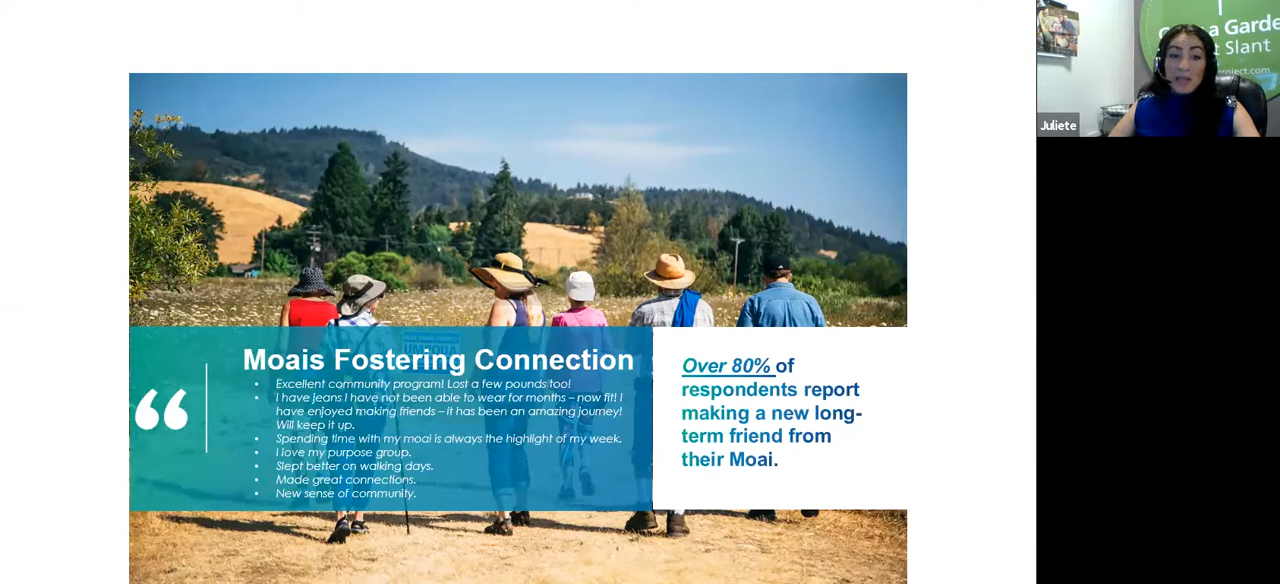 Moais Fostering Connection
• Excellent community program! Lost a few pounds too!
• I have jeans I have not been able to wear for months – now fit! I
have enjoyed making friends – it has been an amazing journey!
Will keep it up.
• Spending time with my moai is always the highlight of my week.
• I love my purpose group.
• Slept better on walking days.
• Made great connections.
• New sense of community.
Over 80% of
respondents report
making a new long-
term friend from
their Moai.
a Garde
Slant
Juliete